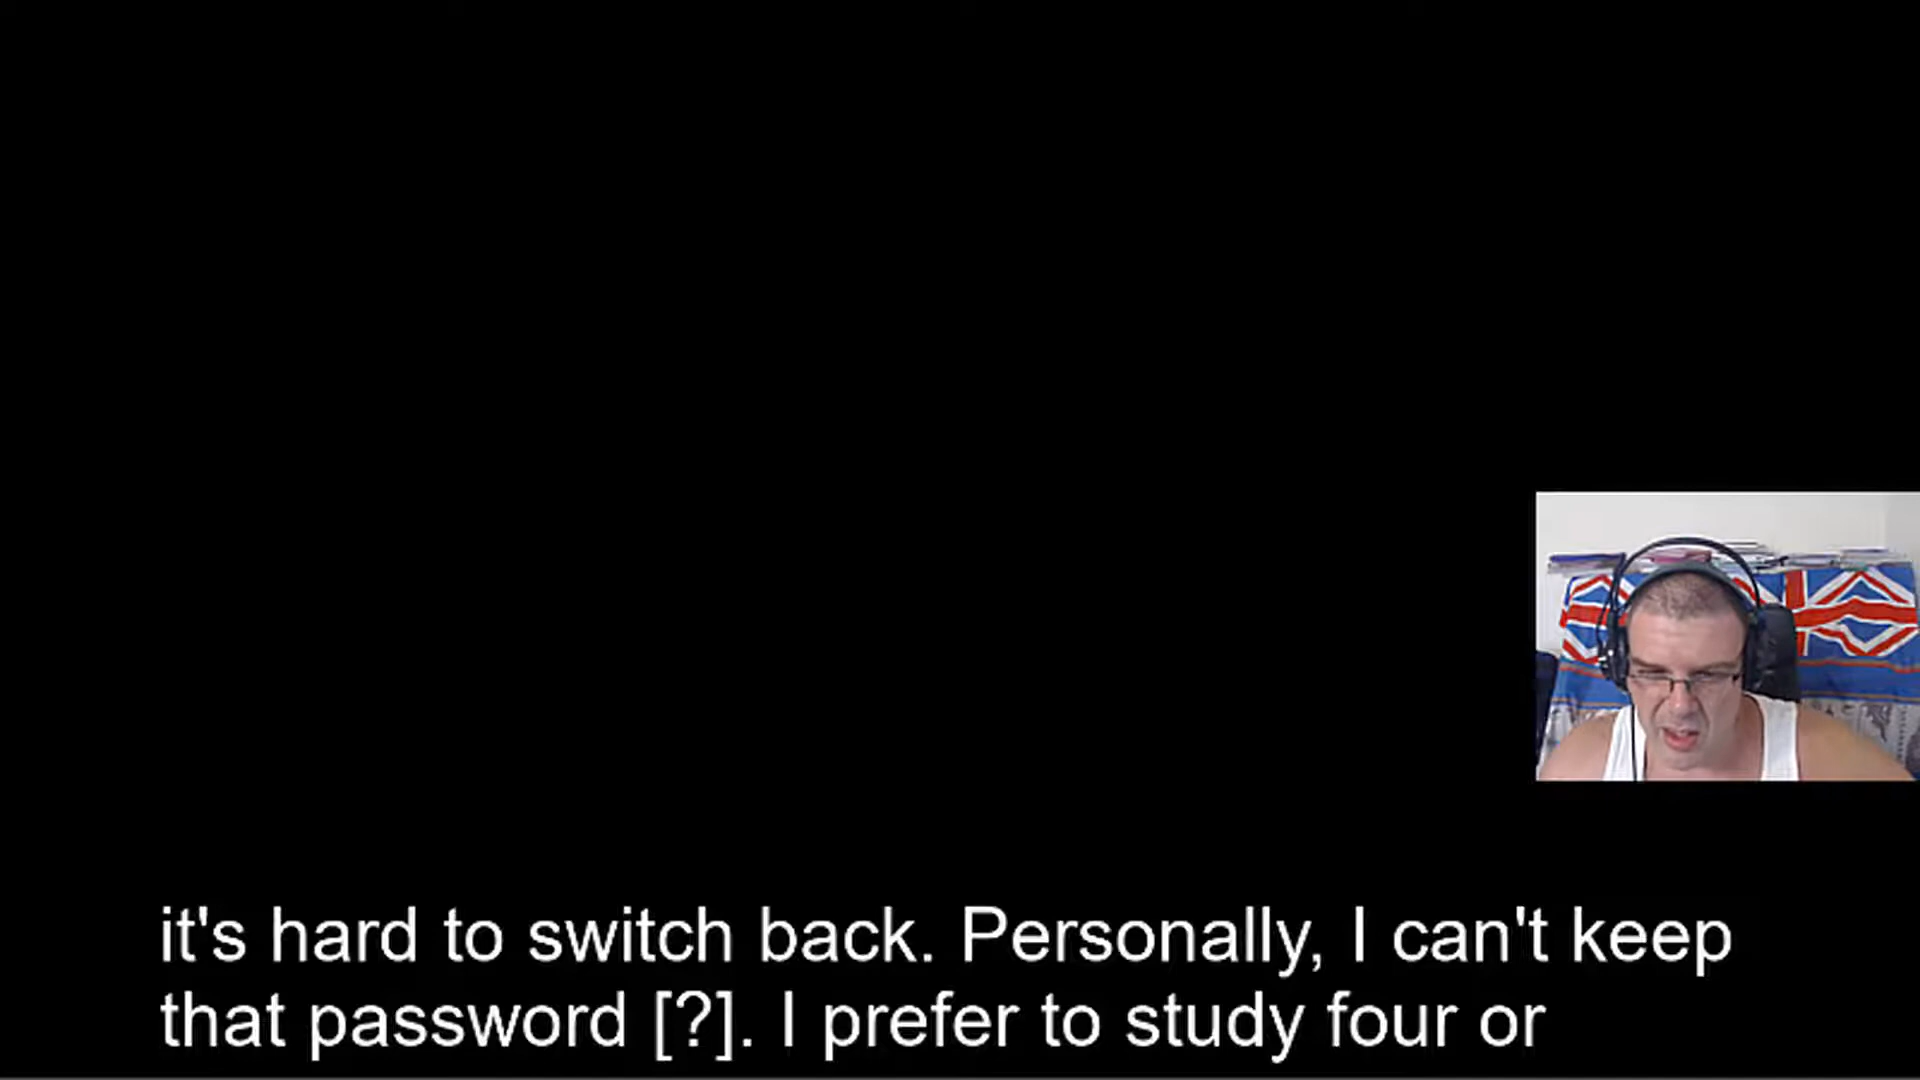 it's hard to switch back. Personally, I can't keep
that password [?]. I prefer to study four or